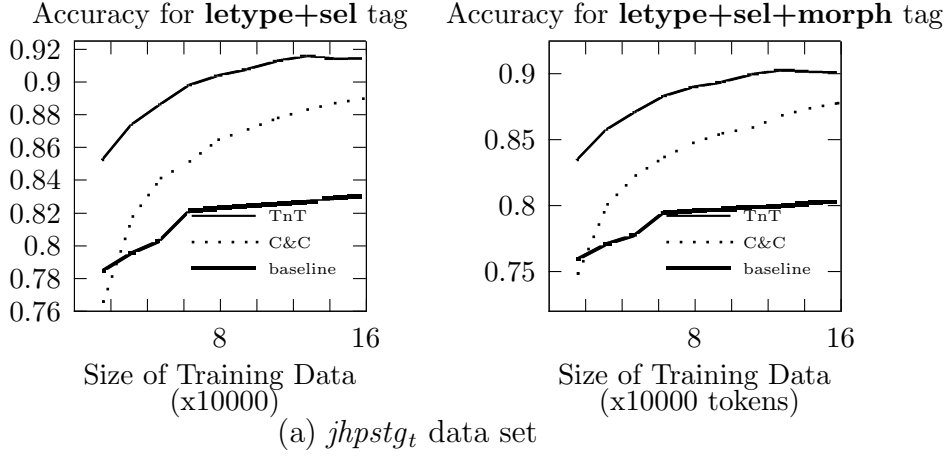 Accuracy for letype+sel tag
0.92
0.9
0.88
0.86
0.84
0.82
0.8
0.78
0.76
TnT
C&C
baseline
8 16
Size of Training Data
(x10000)
Accuracy for letype+sel+morph tag
0.9
0.85
0.8
0.75
TnT
C&C
baseline
8 16
Size of Training Data
(x10000 tokens)
(a) jhpstg_t data set